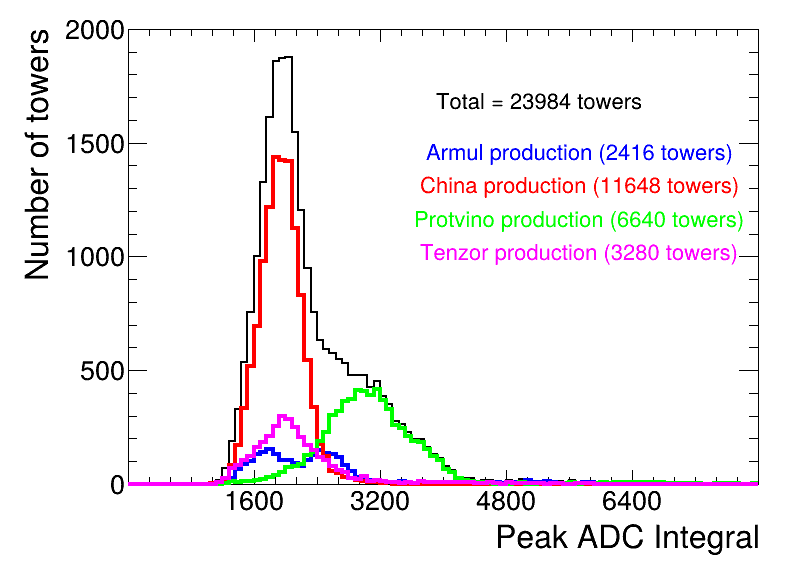 Number of towers
2000
1500
1000
500
0
Total = 23984 towers
Armul production (2416 towers)
China production (11648 towers)
Protvino production (6640 towers)
Tenzor production (3280 towers)
1600 3200 4800 6400
Peak ADC Integral